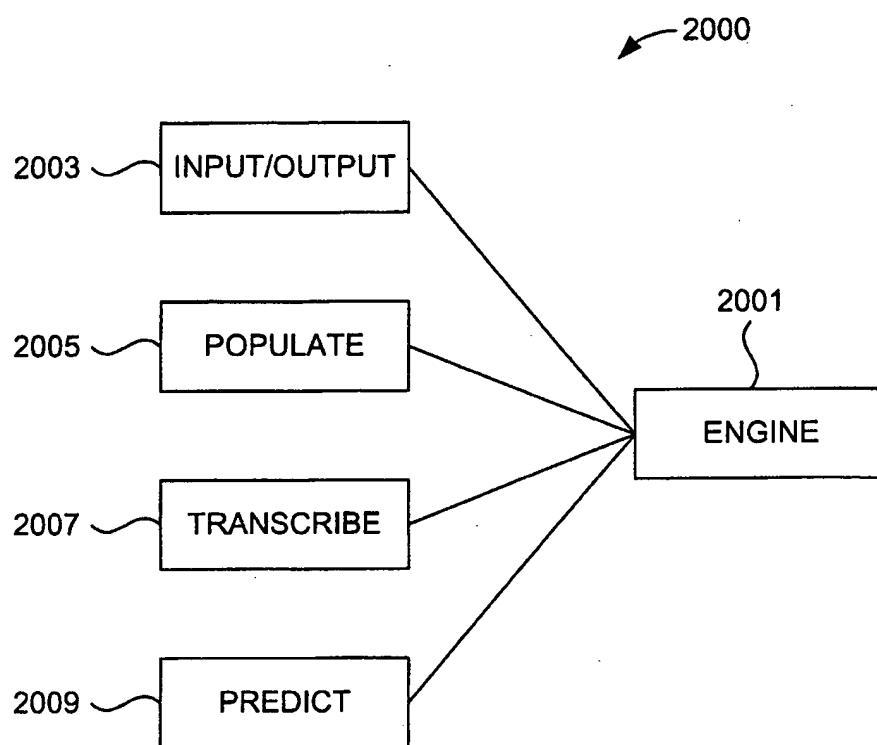 2000
2003 INPUT/OUTPUT
2001
2005 POPULATE
ENGINE
2007 TRANSCRIBE
2009 PREDICT